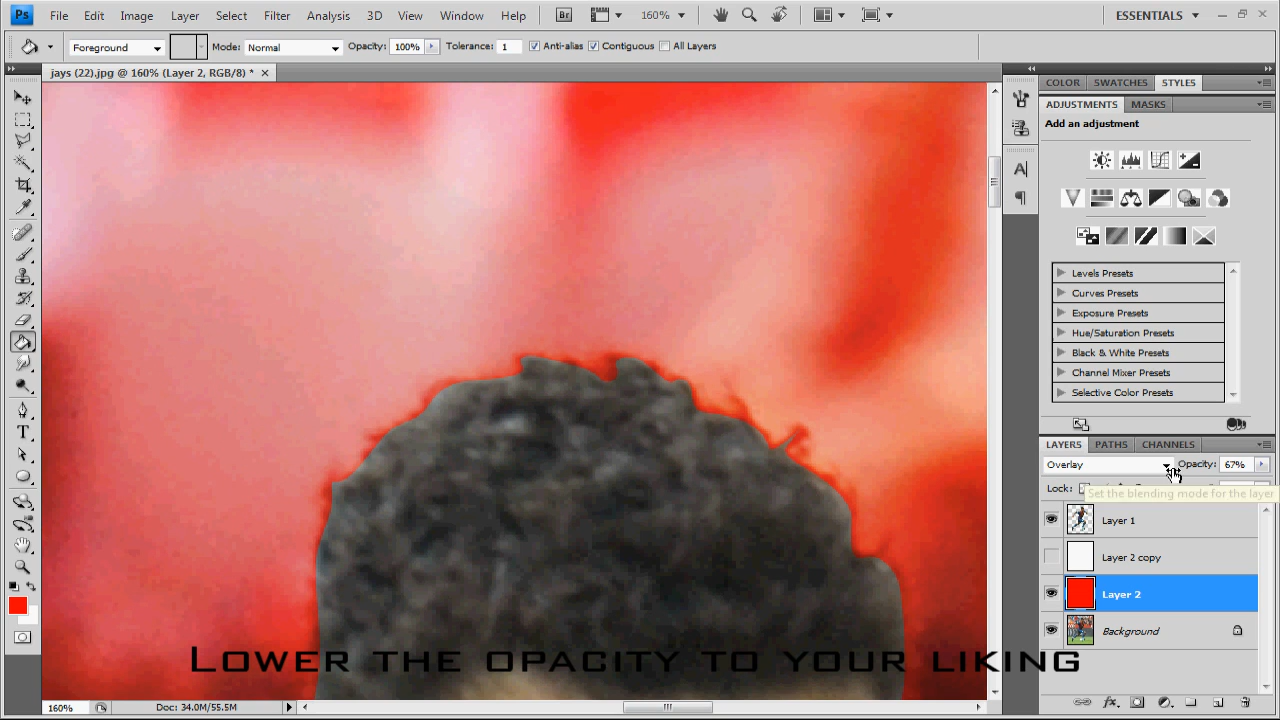 Ps File Edit Image Layer Select Filter Analysis 3D View Window Help Br 160% ESSENTIALS
Foreground Mode: Normal Opacity: 100% Tolerance: 1 Anti-alias Contiguous All Layers
jays (22).jpg @ 160% (Layer 2, RGB/8) *
COLOR SWATCHES STYLES
ADJUSTMENTS MASKS
Add an adjustment
Levels Presets
Curves Presets
Exposure Presets
Hue/Saturation Presets
Black & White Presets
Channel Mixer Presets
Selective Color Presets
LAYERS PATHS CHANNELS
Overlay Opacity: 67%
Lock:
Set the blending mode for the layer
Layer 1
Layer 2 copy
Layer 2
Background
Lower the opacity to your liking
160% Doc: 34.0M/55.5M